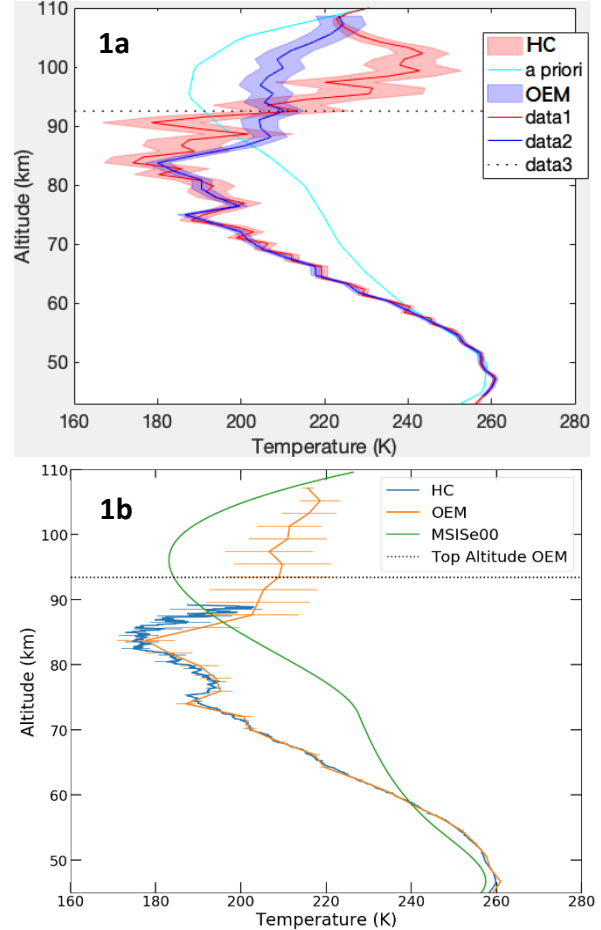 1a
110
100
90
80
70
60
50
Altitude (km)
HC
a priori
OEM
data1
data2
data3
160 180 200 220 240 260 280
Temperature (K)
1b
110
100
90
80
70
60
50
Altitude (km)
HC
OEM
MSISe00
Top Altitude OEM
160 180 200 220 240 260 280
Temperature (K)